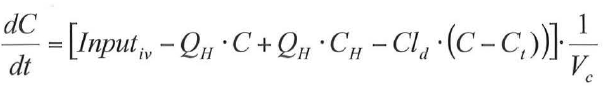 dC/dt = [Input_iv − Q_H · C + Q_H · C_H − Cl_d · (C − C_t))] · 1/V_c